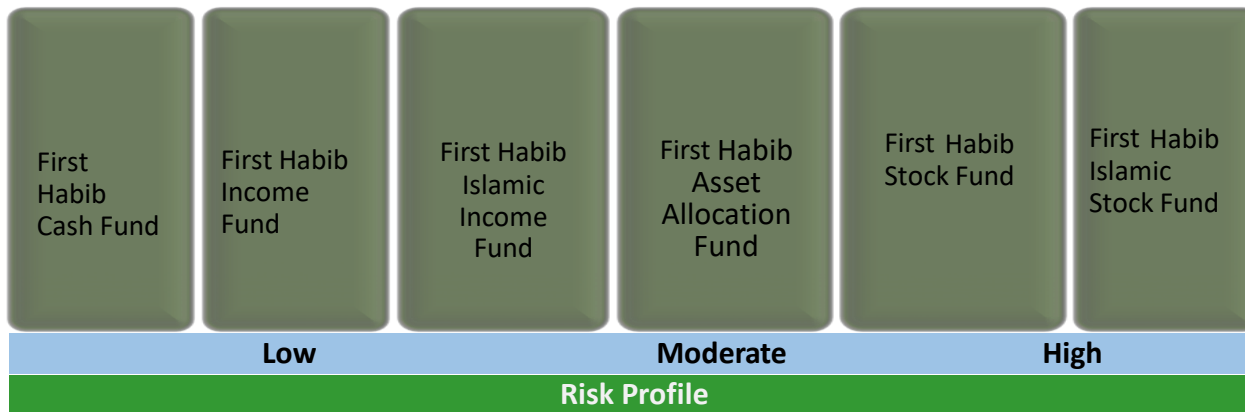 First
Habib
Cash Fund
First Habib
Income
Fund
First Habib
Islamic
Income
Fund
First Habib
Asset
Allocation
Fund
First Habib
Stock Fund
First Habib
Islamic
Stock Fund
Low
Moderate
High
Risk Profile